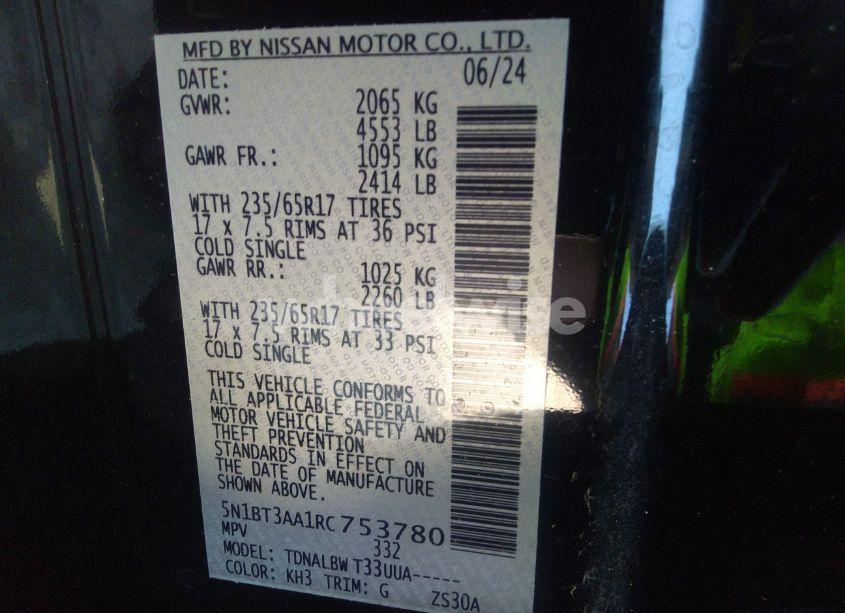 MFD BY NISSAN MOTOR CO., LTD.
DATE: 06/24
GVWR: 2065 KG
4553 LB
GAWR FR.: 1095 KG
2414 LB
WITH 235/65R17 TIRES
17 x 7.5 RIMS AT 36 PSI
COLD SINGLE
GAWR RR.: 1025 KG
2260 LB
WITH 235/65R17 TIRES
17 x 7.5 RIMS AT 33 PSI
COLD SINGLE
THIS VEHICLE CONFORMS TO
ALL APPLICABLE FEDERAL
MOTOR VEHICLE SAFETY AND
THEFT PREVENTION
STANDARDS IN EFFECT ON
THE DATE OF MANUFACTURE
SHOWN ABOVE.
5N1BT3AA1RC753780
MPV 332
MODEL: TDNALBW T33UUA-----
COLOR: KH3 TRIM: G ZS30A